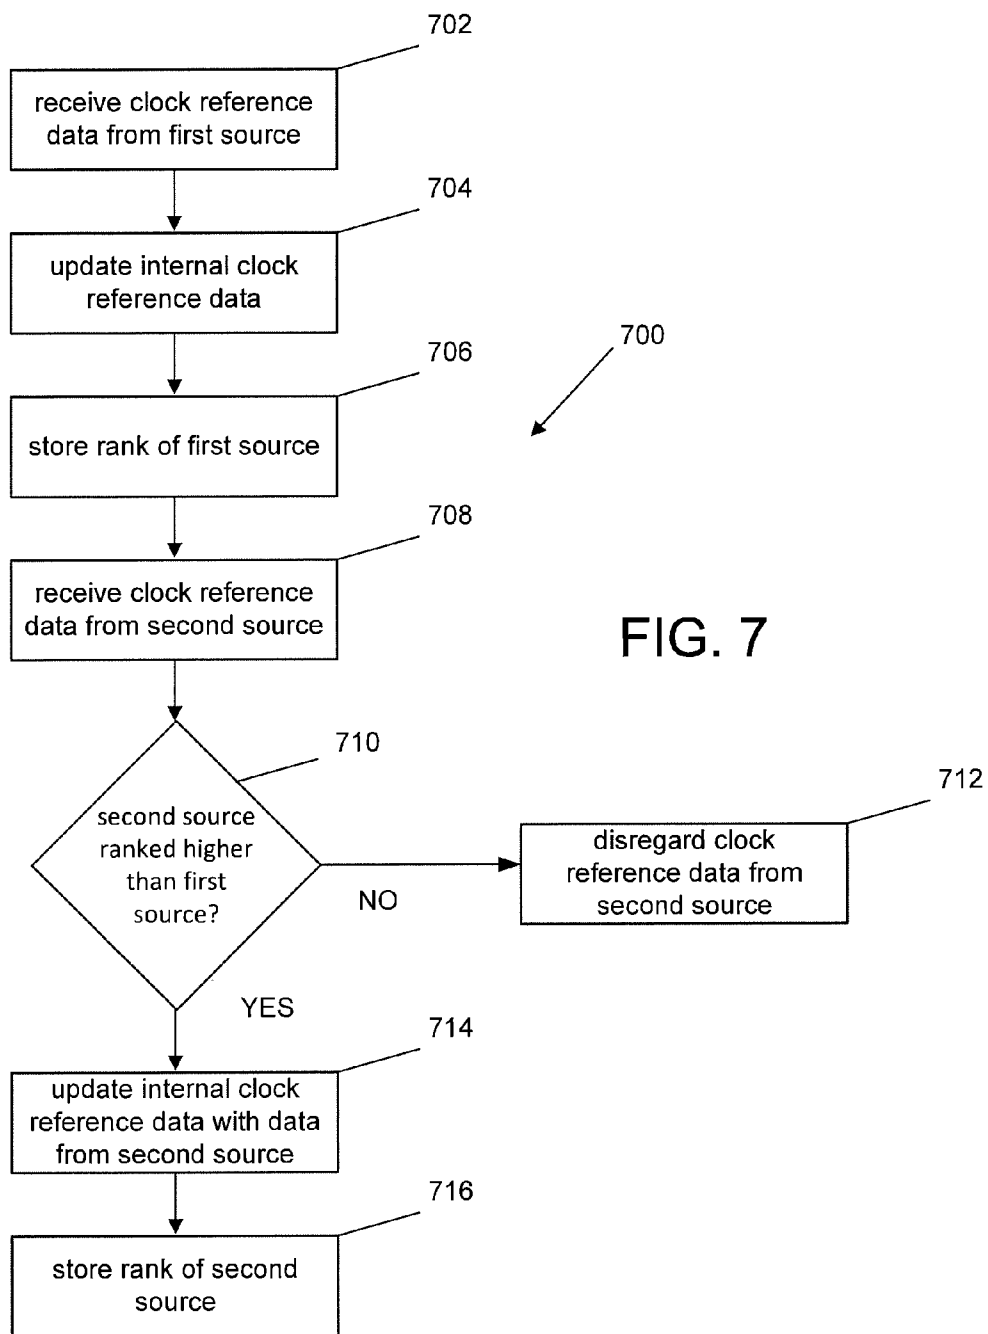 702
receive clock reference
data from first source
704
update internal clock
reference data
706
store rank of first source
700
708
receive clock reference
data from second source
FIG. 7
710
second source
ranked higher
than first
source?
NO
712
disregard clock
reference data from
second source
YES
714
update internal clock
reference data with data
from second source
716
store rank of second
source